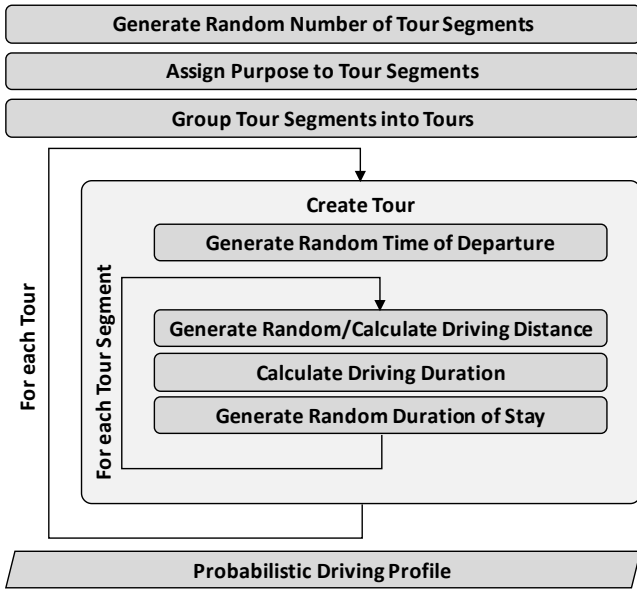 Generate Random Number of Tour Segments
Assign Purpose to Tour Segments
Group Tour Segments into Tours
For each Tour
Create Tour
Generate Random Time of Departure
For each Tour Segment
Generate Random/Calculate Driving Distance
Calculate Driving Duration
Generate Random Duration of Stay
Probabilistic Driving Profile